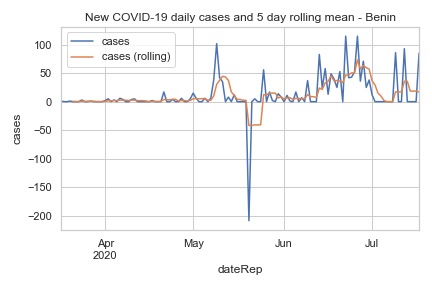 New COVID-19 daily cases and 5 day rolling mean - Benin
cases
cases (rolling)
100
50
0
−50
−100
−150
−200
cases
Apr
2020
May
Jun
Jul
dateRep